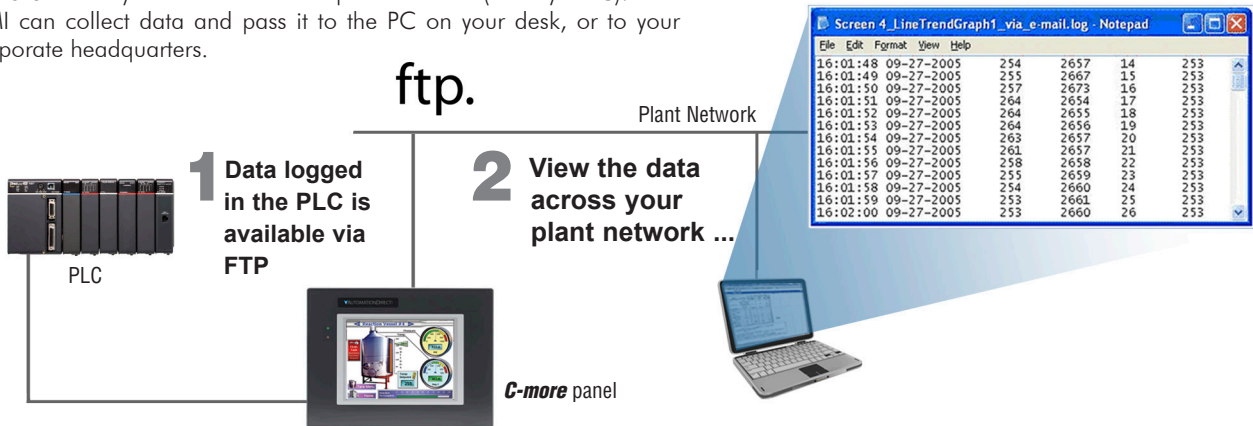 MI can collect data and pass it to the PC on your desk, or to your
porate headquarters.
ftp.
Plant Network
1 Data logged
in the PLC is
available via
FTP
2 View the data
across your
plant network ...
PLC
C-more panel
Screen 4_LineTrendGraph1_via_e-mail.log - Notepad
File Edit Format View Help
16:01:48 09-27-2005 254 2657 14 253
16:01:49 09-27-2005 255 2667 15 253
16:01:50 09-27-2005 257 2673 16 253
16:01:51 09-27-2005 264 2654 17 253
16:01:52 09-27-2005 264 2655 18 253
16:01:53 09-27-2005 264 2656 19 253
16:01:54 09-27-2005 263 2657 20 253
16:01:55 09-27-2005 261 2657 21 253
16:01:56 09-27-2005 258 2658 22 253
16:01:57 09-27-2005 255 2659 23 253
16:01:58 09-27-2005 254 2660 24 253
16:01:59 09-27-2005 253 2661 25 253
16:02:00 09-27-2005 253 2660 26 253
AUTOMATIONDIRECT
Reaction Vessel #1